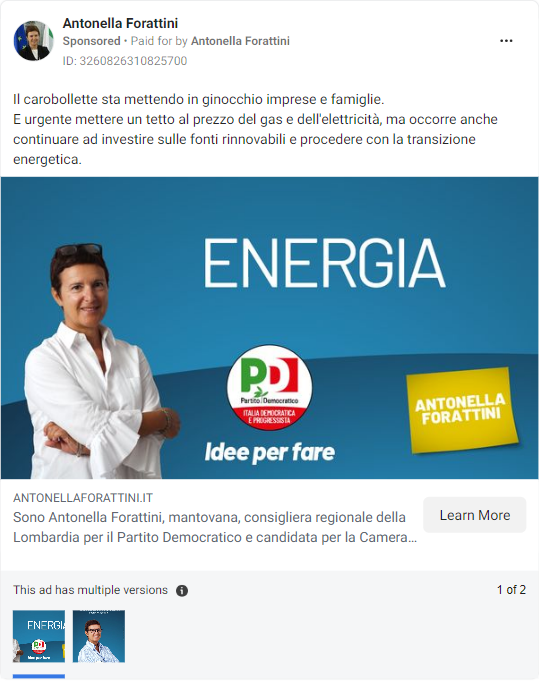 Antonella Forattini
Sponsored • Paid for by Antonella Forattini
ID: 3260826310825700
Il carobollette sta mettendo in ginocchio imprese e famiglie.
E urgente mettere un tetto al prezzo del gas e dell'elettricità, ma occorre anche
continuare ad investire sulle fonti rinnovabili e procedere con la transizione
energetica.
ENERGIA
PD
Partito Democratico
ITALIA DEMOCRATICA
E PROGRESSISTA
Idee per fare
ANTONELLA
FORATTINI
ANTONELLAFORATTINI.IT
Sono Antonella Forattini, mantovana, consigliera regionale della
Lombardia per il Partito Democratico e candidata per la Camera...
Learn More
This ad has multiple versions
1 of 2
ENERGI
Idee per fare